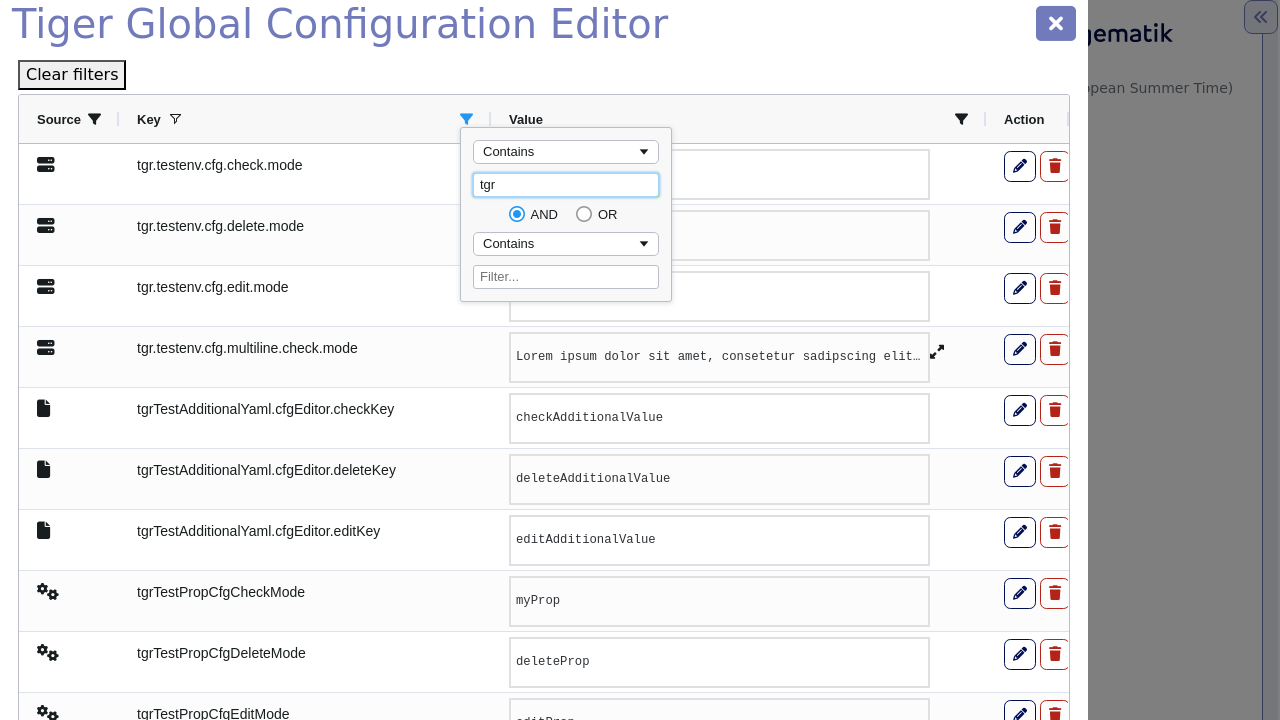 Tiger Global Configuration Editor
gematik
Clear filters
opean Summer Time)
Source
Key
Value
Action
Contains
tgr
AND
OR
Contains
Filter...
tgr.testenv.cfg.check.mode
tgr.testenv.cfg.delete.mode
tgr.testenv.cfg.edit.mode
tgr.testenv.cfg.multiline.check.mode
Lorem ipsum dolor sit amet, consetetur sadipscing elit…
tgrTestAdditionalYaml.cfgEditor.checkKey
checkAdditionalValue
tgrTestAdditionalYaml.cfgEditor.deleteKey
deleteAdditionalValue
tgrTestAdditionalYaml.cfgEditor.editKey
editAdditionalValue
tgrTestPropCfgCheckMode
myProp
tgrTestPropCfgDeleteMode
deleteProp
tgrTestPropCfgEditMode
editProp